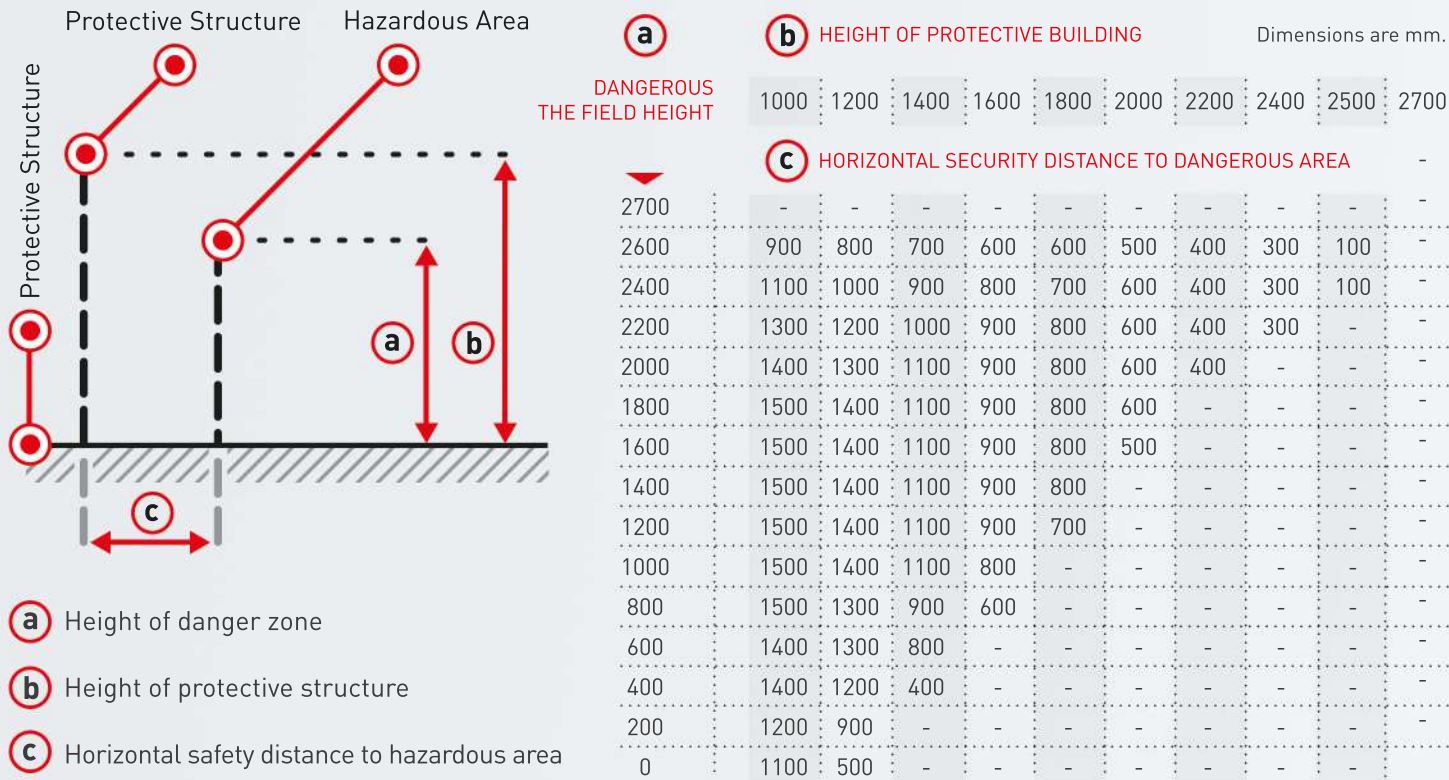 Protective Structure
Hazardous Area
Protective Structure
a
b
c
a Height of danger zone
b Height of protective structure
c Horizontal safety distance to hazardous area
a
b HEIGHT OF PROTECTIVE BUILDING
Dimensions are mm.
DANGEROUS
THE FIELD HEIGHT
1000 1200 1400 1600 1800 2000 2200 2400 2500 2700
c HORIZONTAL SECURITY DISTANCE TO DANGEROUS AREA -
2700 - - - - - - - - - -
2600 900 800 700 600 600 500 400 300 100 -
2400 1100 1000 900 800 700 600 400 300 100 -
2200 1300 1200 1000 900 800 600 400 300 - -
2000 1400 1300 1100 900 800 600 400 - - -
1800 1500 1400 1100 900 800 600 - - - -
1600 1500 1400 1100 900 800 500 - - - -
1400 1500 1400 1100 900 800 - - - - -
1200 1500 1400 1100 900 700 - - - - -
1000 1500 1400 1100 800 - - - - - -
800 1500 1300 900 600 - - - - - -
600 1400 1300 800 - - - - - - -
400 1400 1200 400 - - - - - - -
200 1200 900 - - - - - - - -
0 1100 500 - - - - - - -